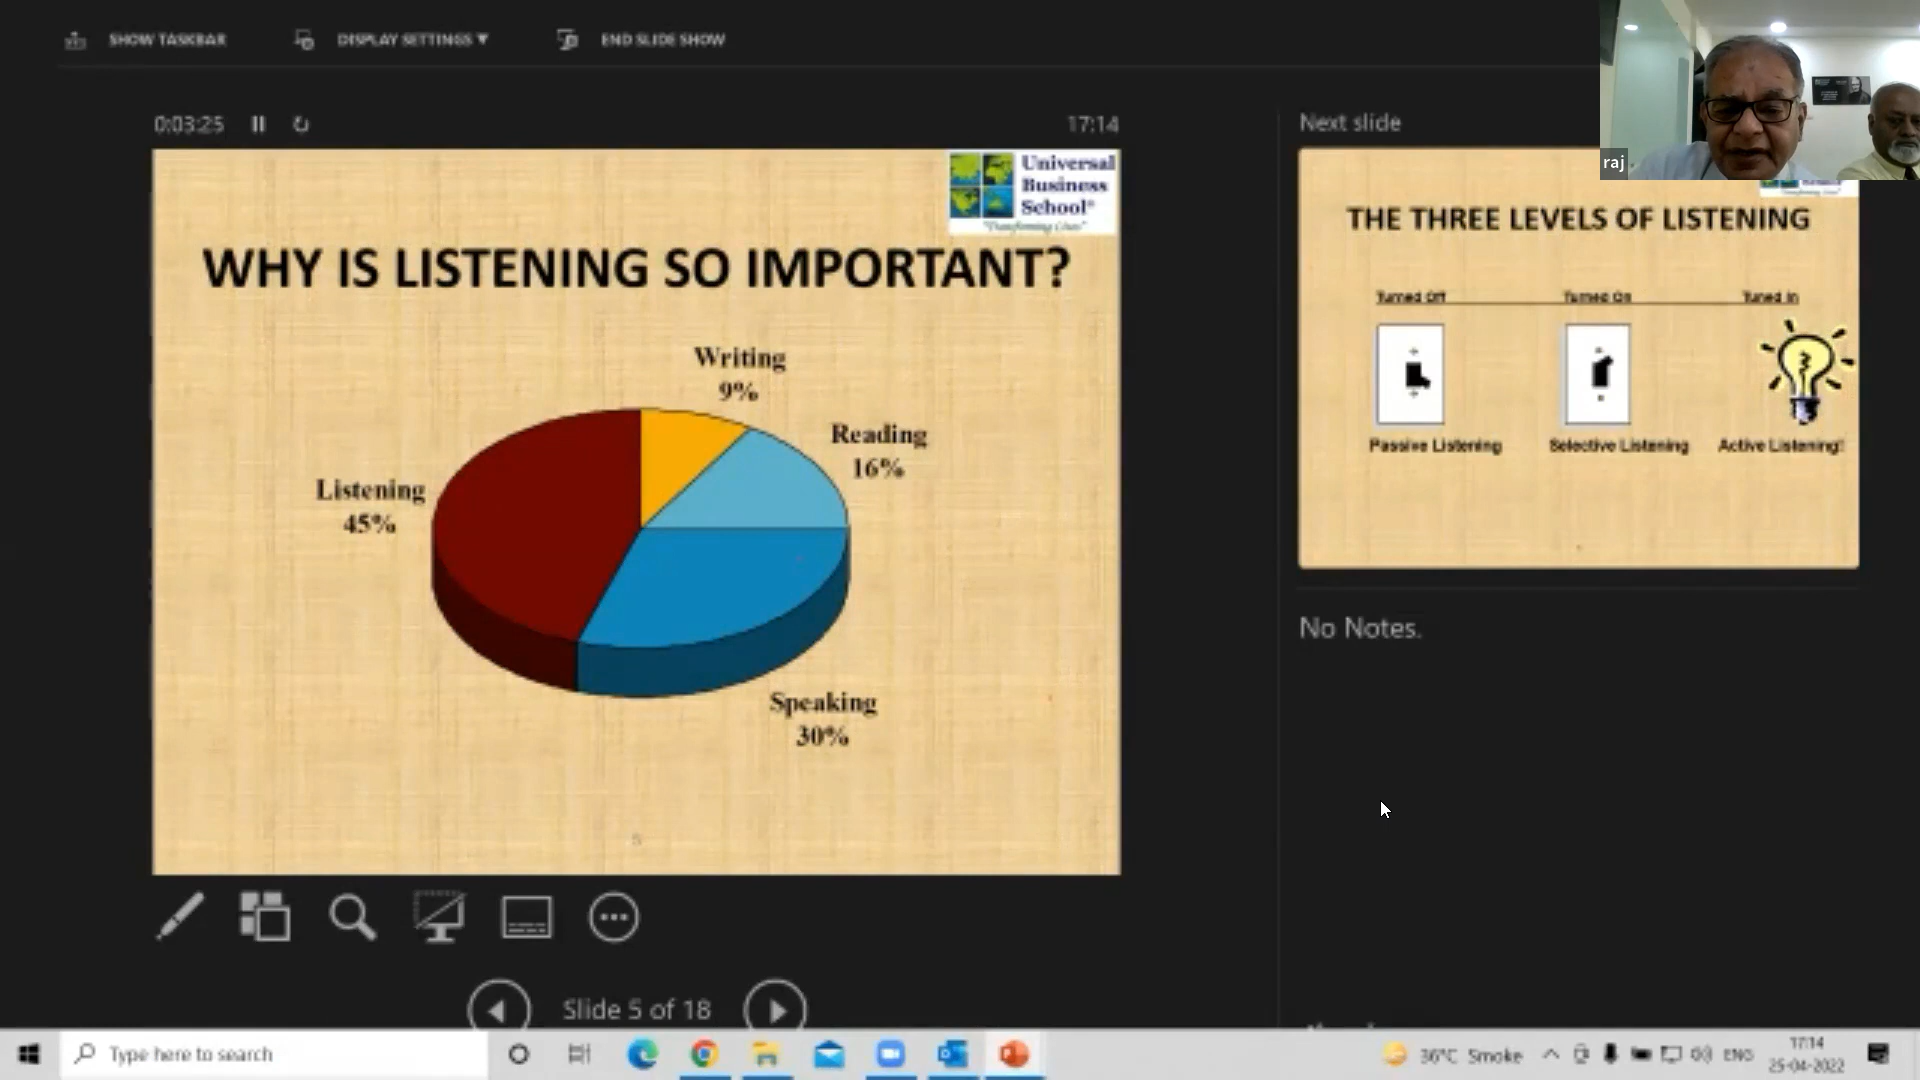 SHOW TASKBAR
DISPLAY SETTINGS ▼
END SLIDE SHOW
0:03:25
17:14
Next slide
raj
Universal
Business
School®
"Transforming Lives"
WHY IS LISTENING SO IMPORTANT?
Writing
9%
Reading
16%
Listening
45%
Speaking
30%
5
THE THREE LEVELS OF LISTENING
Turned Off
Turned On
Tuned In
Passive Listening
Selective Listening
Active Listening!
No Notes.
Slide 5 of 18
Type here to search
36°C Smoke
ENG
17:14
25-04-2022